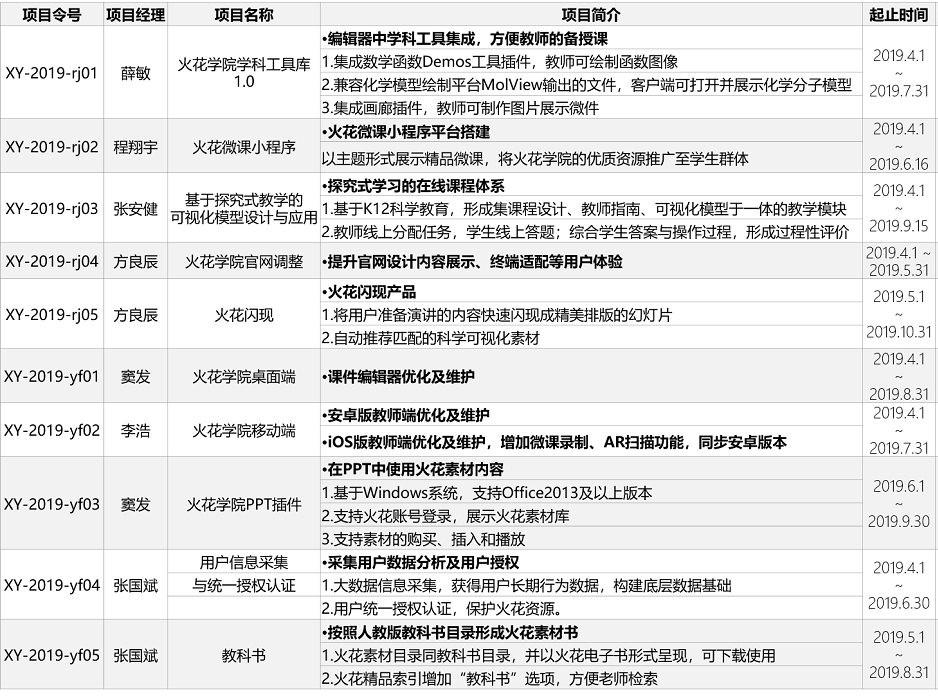 项目令号 项目经理 项目名称 项目简介 起止时间
XY-2019-rj01 薛敏 火花学院学科工具库
1.0
•编辑器中学科工具集成，方便教师的备授课
1.集成数学函数Demos工具插件，教师可绘制函数图像
2.兼容化学模型绘制平台MolView输出的文件，客户端可打开并展示化学分子模型
3.集成画廊插件，教师可制作图片展示微件
2019.4.1
~
2019.7.31
XY-2019-rj02 程翔宇 火花微课小程序
•火花微课小程序平台搭建
以主题形式展示精品微课，将火花学院的优质资源推广至学生群体
2019.4.1
~
2019.6.16
XY-2019-rj03 张安健 基于探究式教学的
可视化模型设计与应用
•探究式学习的在线课程体系
1.基于K12科学教育，形成集课程设计、教师指南、可视化模型于一体的教学模块
2.教师线上分配任务，学生线上答题；综合学生答案与操作过程，形成过程性评价
2019.4.1
~
2019.9.15
XY-2019-rj04 方良辰 火花学院官网调整
•提升官网设计内容展示、终端适配等用户体验
2019.4.1 ~
2019.5.31
XY-2019-rj05 方良辰 火花闪现
•火花闪现产品
1.将用户准备演讲的内容快速闪现成精美排版的幻灯片
2.自动推荐匹配的科学可视化素材
2019.5.1
~
2019.10.31
XY-2019-yf01 窦发 火花学院桌面端
•课件编辑器优化及维护
2019.4.1
~
2019.8.31
XY-2019-yf02 李浩 火花学院移动端
•安卓版教师端优化及维护
•iOS版教师端优化及维护，增加微课录制、AR扫描功能，同步安卓版本
2019.4.1
~
2019.7.31
XY-2019-yf03 窦发 火花学院PPT插件
•在PPT中使用火花素材内容
1.基于Windows系统，支持Office2013及以上版本
2.支持火花账号登录，展示火花素材库
3.支持素材的购买、插入和播放
2019.6.1
~
2019.9.30
XY-2019-yf04 张国斌 用户信息采集
与统一授权认证
•采集用户数据分析及用户授权
1.大数据信息采集，获得用户长期行为数据，构建底层数据基础
2.用户统一授权认证，保护火花资源。
2019.4.1
~
2019.6.30
XY-2019-yf05 张国斌 教科书
•按照人教版教科书目录形成火花素材书
1.火花素材目录同教科书目录，并以火花电子书形式呈现，可下载使用
2.火花精品索引增加“教科书”选项，方便老师检索
2019.5.1
~
2019.8.31